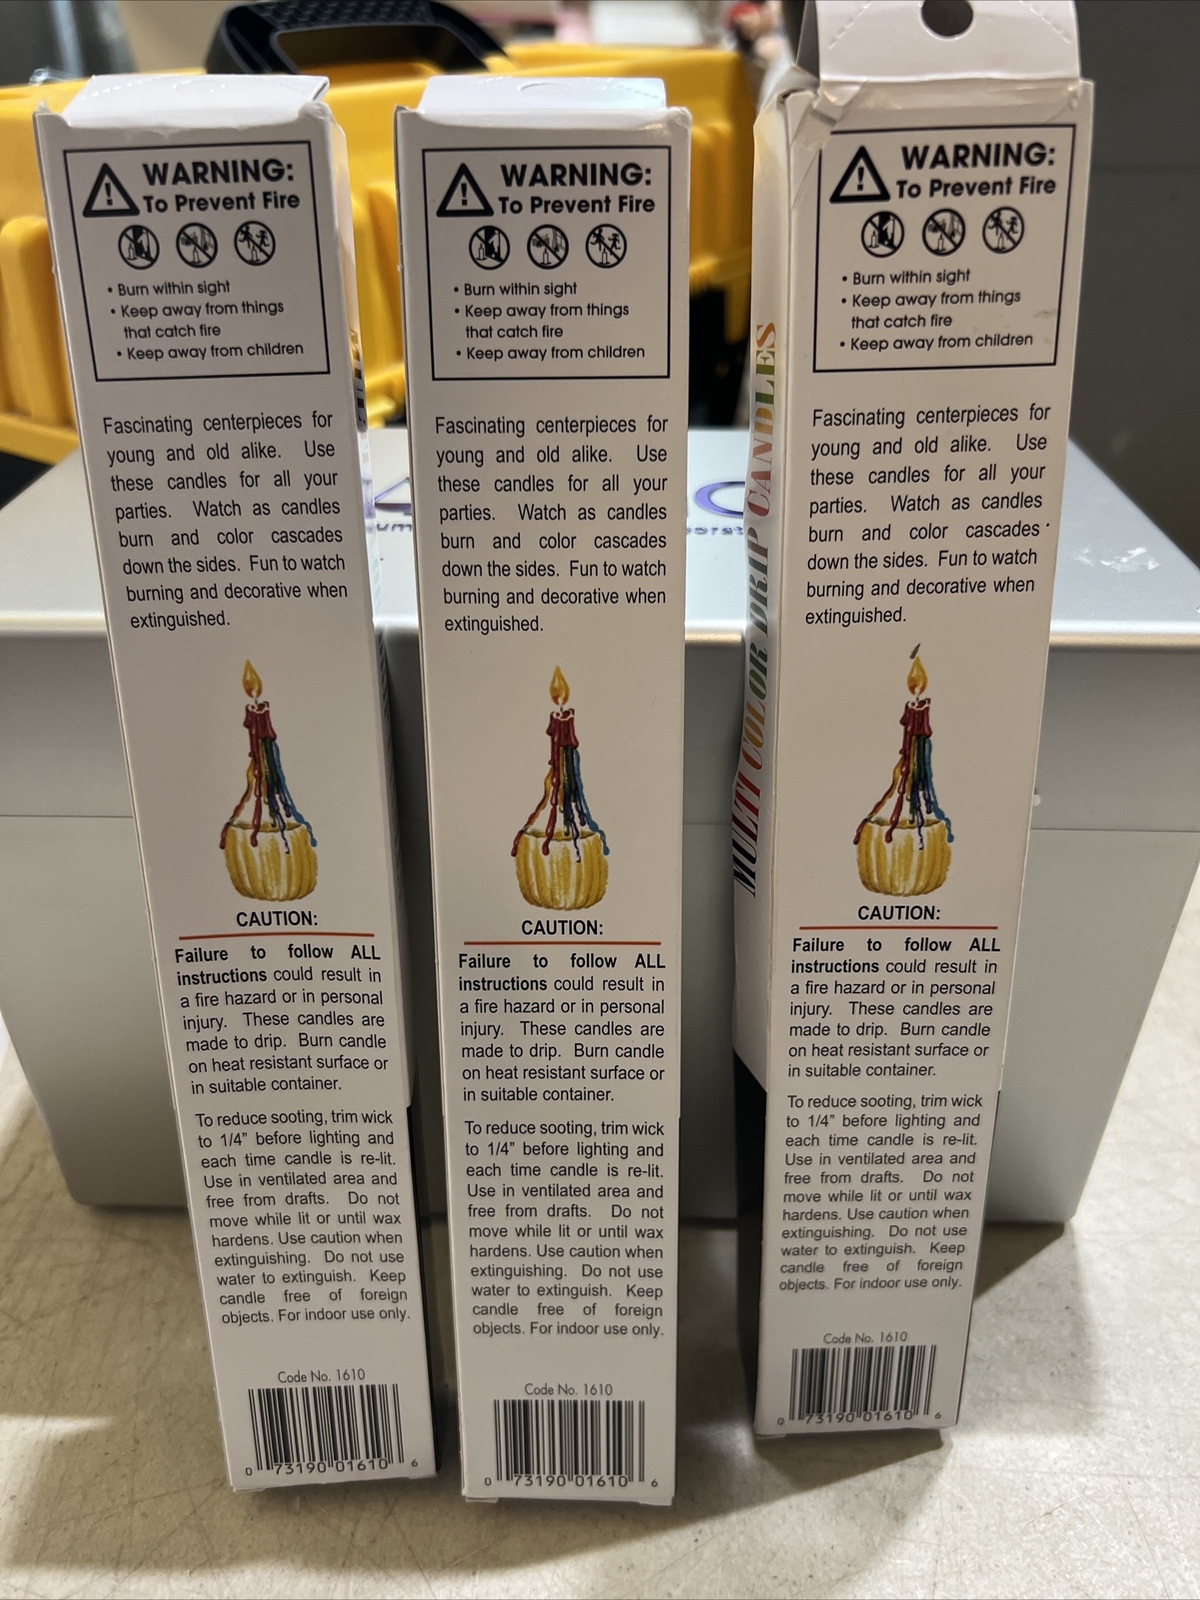 WARNING:
To Prevent Fire
• Burn within sight
• Keep away from things
that catch fire
• Keep away from children
Fascinating centerpieces for
young and old alike. Use
these candles for all your
parties. Watch as candles
burn and color cascades
down the sides. Fun to watch
burning and decorative when
extinguished.
CAUTION:
Failure to follow ALL
instructions could result in
a fire hazard or in personal
injury. These candles are
made to drip. Burn candle
on heat resistant surface or
in suitable container.
To reduce sooting, trim wick
to 1/4" before lighting and
each time candle is re-lit.
Use in ventilated area and
free from drafts. Do not
move while lit or until wax
hardens. Use caution when
extinguishing. Do not use
water to extinguish. Keep
candle free of foreign
objects. For indoor use only.
Code No. 1610
0 73190 01610 6
WARNING:
To Prevent Fire
• Burn within sight
• Keep away from things
that catch fire
• Keep away from children
Fascinating centerpieces for
young and old alike. Use
these candles for all your
parties. Watch as candles
burn and color cascades
down the sides. Fun to watch
burning and decorative when
extinguished.
CAUTION:
Failure to follow ALL
instructions could result in
a fire hazard or in personal
injury. These candles are
made to drip. Burn candle
on heat resistant surface or
in suitable container.
To reduce sooting, trim wick
to 1/4" before lighting and
each time candle is re-lit.
Use in ventilated area and
free from drafts. Do not
move while lit or until wax
hardens. Use caution when
extinguishing. Do not use
water to extinguish. Keep
candle free of foreign
objects. For indoor use only.
Code No. 1610
0 73190 01610 6
MULTI COLOR DRIP CANDLES
WARNING:
To Prevent Fire
• Burn within sight
• Keep away from things
that catch fire
• Keep away from children
Fascinating centerpieces for
young and old alike. Use
these candles for all your
parties. Watch as candles
burn and color cascades
down the sides. Fun to watch
burning and decorative when
extinguished.
CAUTION:
Failure to follow ALL
instructions could result in
a fire hazard or in personal
injury. These candles are
made to drip. Burn candle
on heat resistant surface or
in suitable container.
To reduce sooting, trim wick
to 1/4" before lighting and
each time candle is re-lit.
Use in ventilated area and
free from drafts. Do not
move while lit or until wax
hardens. Use caution when
extinguishing. Do not use
water to extinguish. Keep
candle free of foreign
objects. For indoor use only.
Code No. 1610
0 73190 01610 6